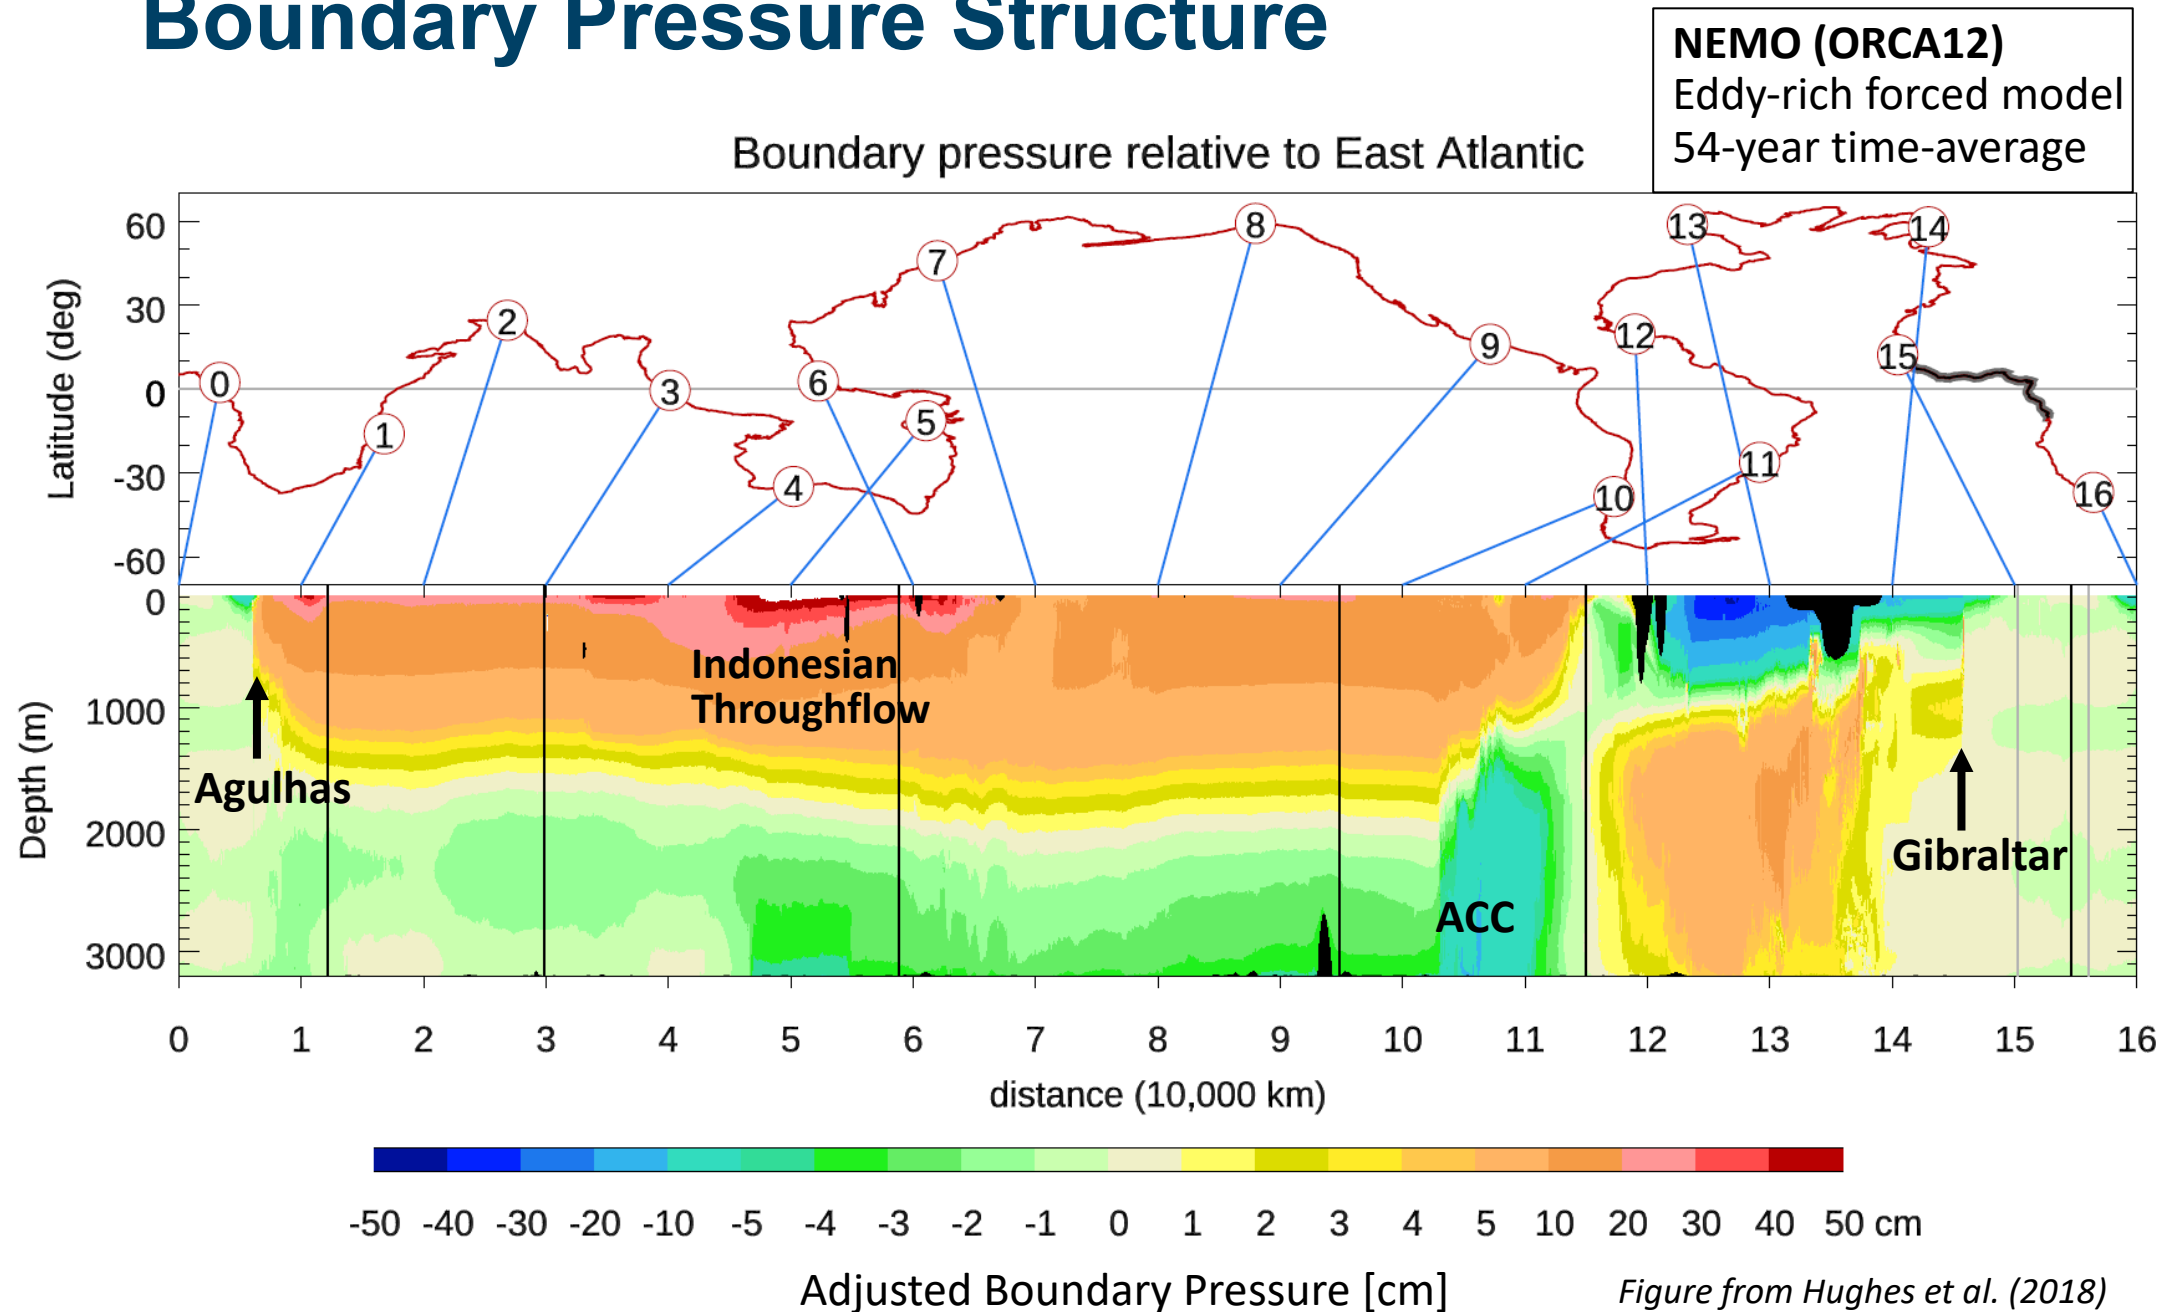 Boundary Pressure Structure
NEMO (ORCA12)
Eddy-rich forced model
54-year time-average
Boundary pressure relative to East Atlantic
Latitude (deg)
60
30
0
-30
-60
0
1
2
3
4
5
6
7
8
9
10
11
12
13
14
15
16
Depth (m)
0
1000
2000
3000
Agulhas
Indonesian
Throughflow
ACC
Gibraltar
0 1 2 3 4 5 6 7 8 9 10 11 12 13 14 15 16
distance (10,000 km)
-50 -40 -30 -20 -10 -5 -4 -3 -2 -1 0 1 2 3 4 5 10 20 30 40 50 cm
Adjusted Boundary Pressure [cm]
Figure from Hughes et al. (2018)